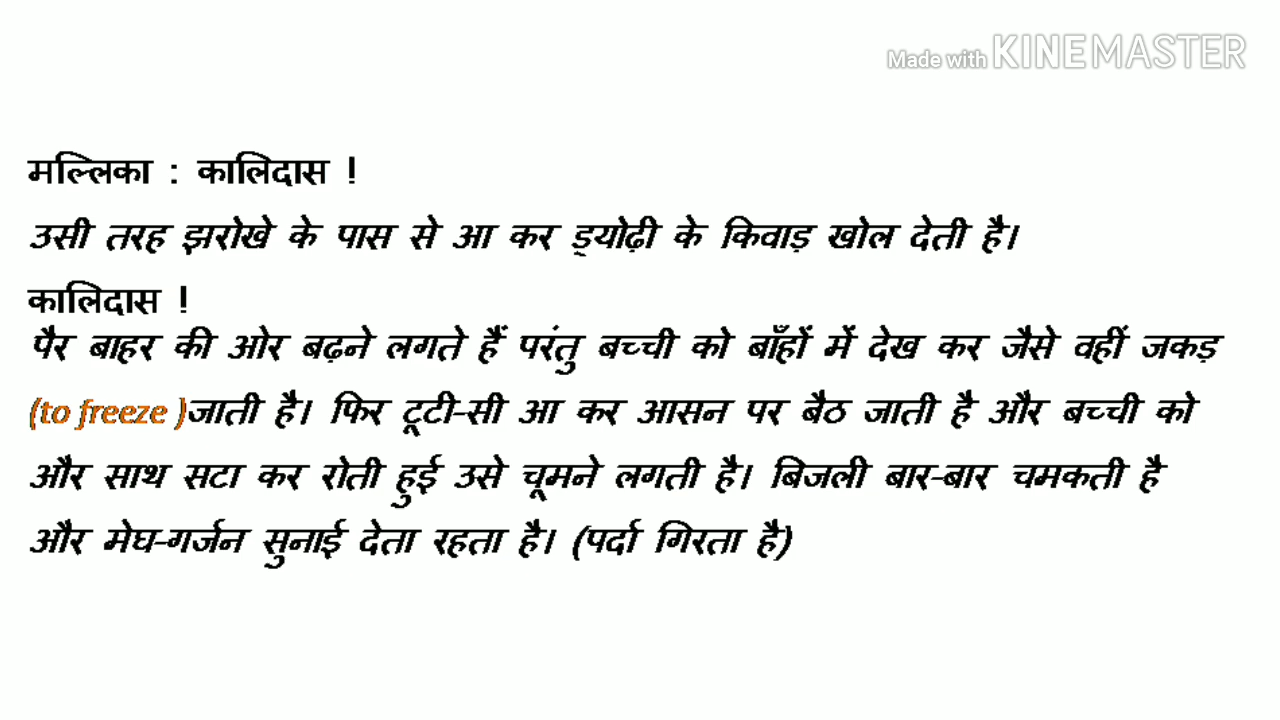 Made with KINEMASTER
मल्लिका : कालिदास !
उसी तरह झरोखे के पास से आ कर ड्योढ़ी के किवाड़ खोल देती है।
कालिदास !
पैर बाहर की ओर बढ़ने लगते हैं परंतु बच्ची को बाँहों में देख कर जैसे वहीं जकड़
(to freeze )जाती है। फिर टूटी-सी आ कर आसन पर बैठ जाती है और बच्ची को
और साथ सटा कर रोती हुई उसे चूमने लगती है। बिजली बार-बार चमकती है
और मेघ-गर्जन सुनाई देता रहता है। (पर्दा गिरता है)